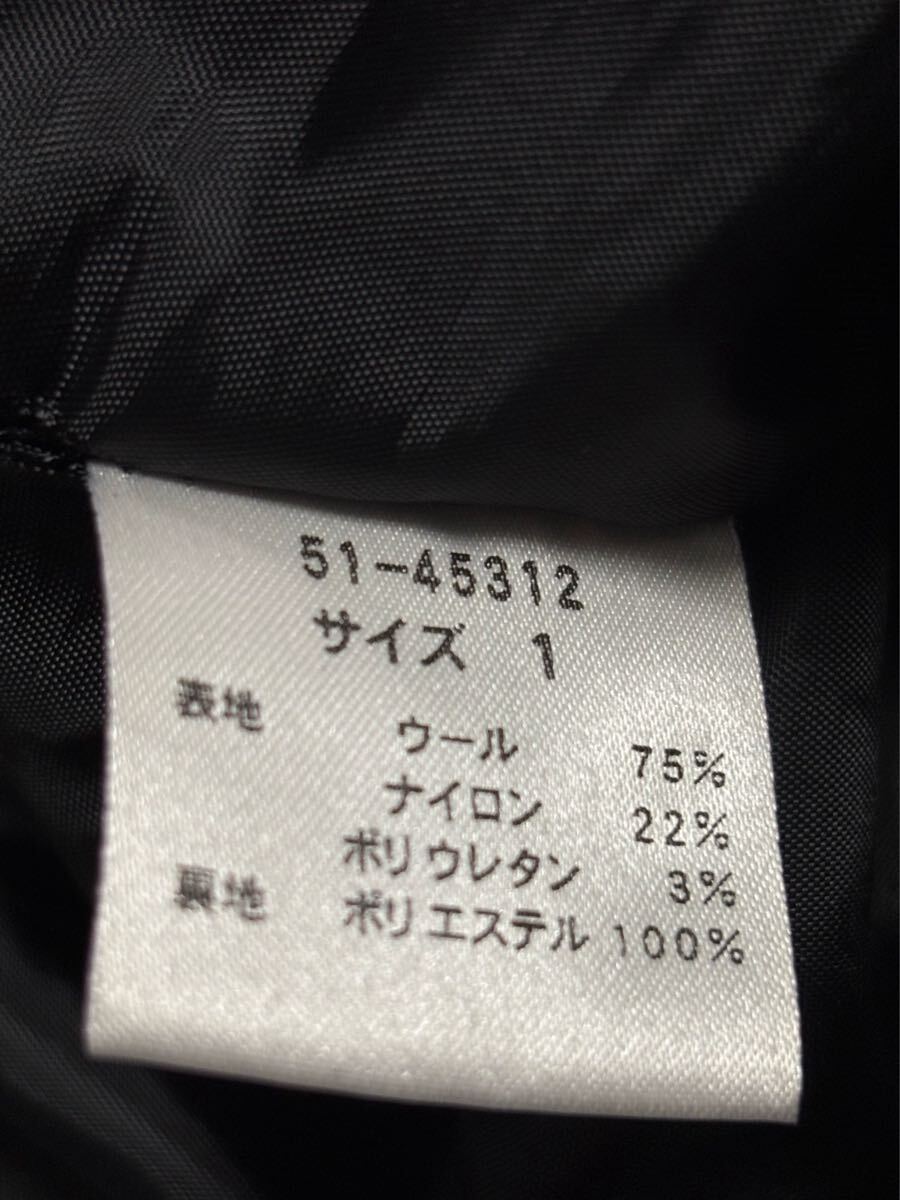 51-45312
サイズ 1
表地 ウール 75%
ナイロン 22%
ポリウレタン 3%
裏地 ポリエステル 100%